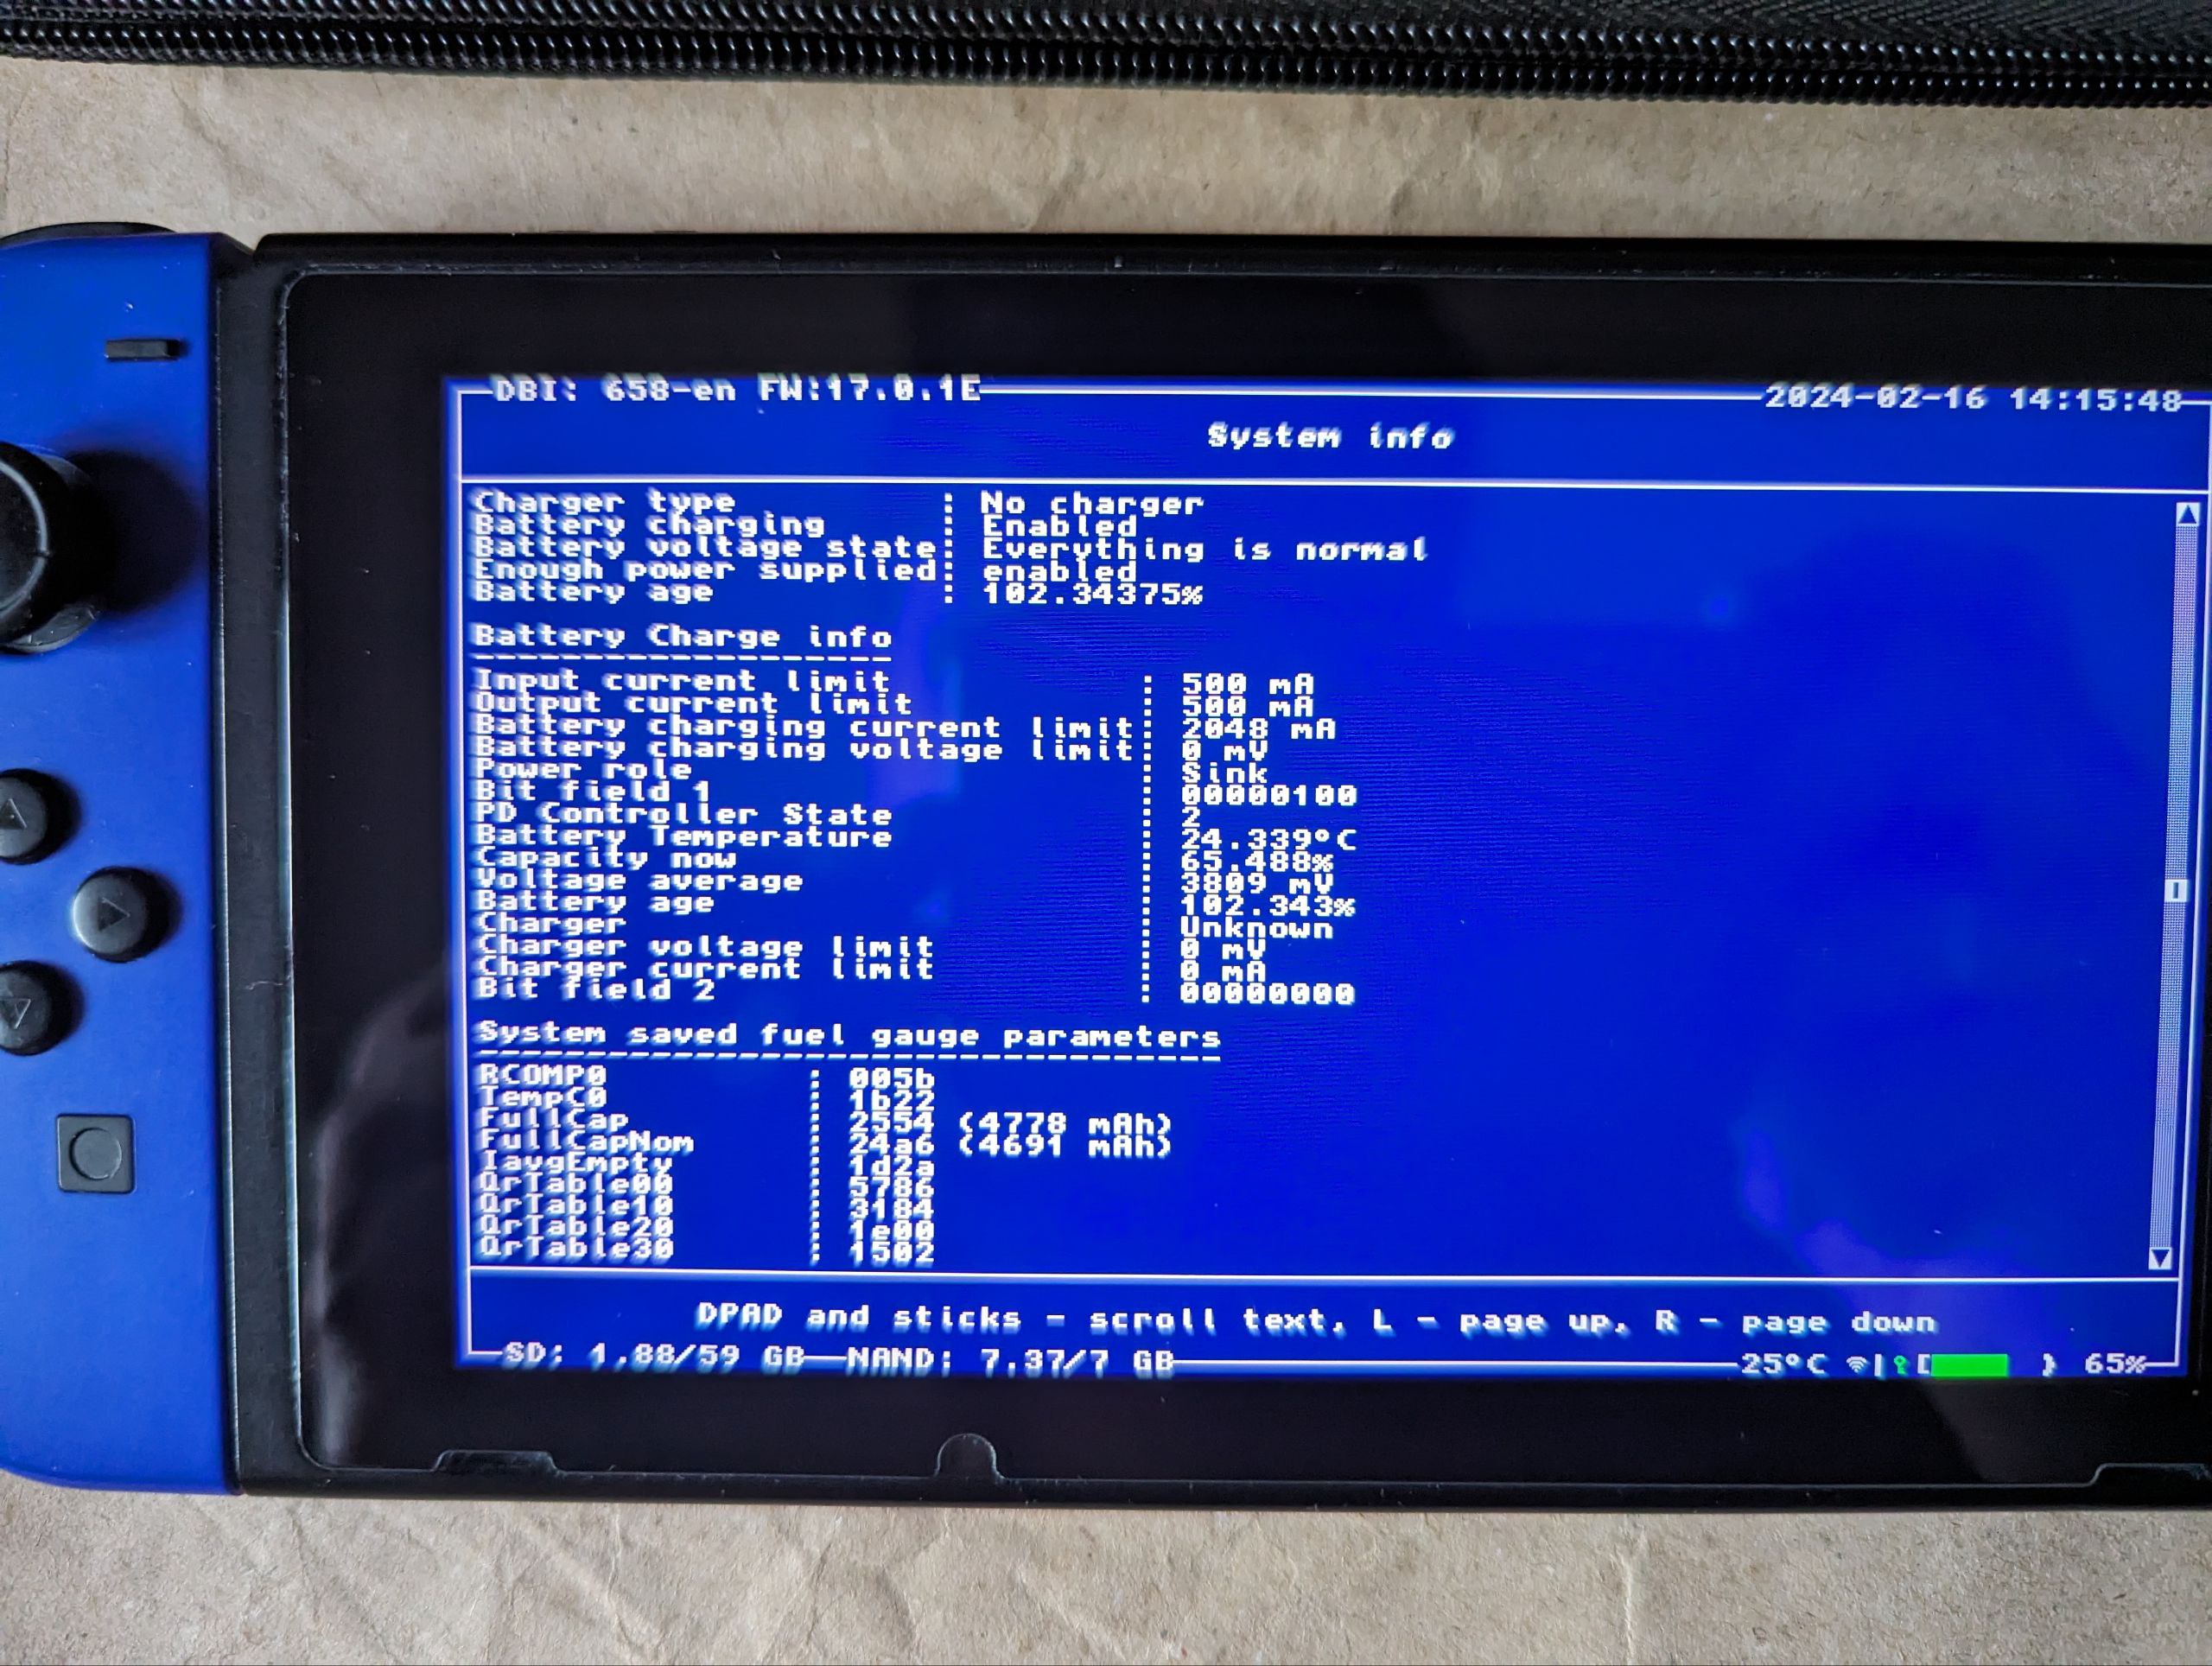 DBI: 658-en FW:17.0.1E 2024-02-16 14:15:48
System info
Charger type : No charger
Battery charging : Enabled
Battery voltage state: Everything is normal
Enough power supplied: enabled
Battery age : 102.34375%
Battery Charge info
Input current limit : 500 mA
Output current limit : 500 mA
Battery charging current limit: 2048 mA
Battery charging voltage limit: 0 mV
Power role : Sink
Bit field 1 : 00000100
PD Controller State : 2
Battery Temperature : 24.339°C
Capacity now : 65.488%
Voltage average : 3809 mV
Battery age : 102.343%
Charger : Unknown
Charger voltage limit : 0 mV
Charger current limit : 0 mA
Bit field 2 : 00000000
System saved fuel gauge parameters
RCOMP0 : 005b
TempC0 : 1b22
FullCap : 2554 (4778 mAh)
FullCapNom : 24a6 (4691 mAh)
IavgEmpty : 1d2a
QrTable00 : 5786
QrTable10 : 3184
QrTable20 : 1e00
QrTable30 : 1502
DPAD and sticks - scroll text, L - page up, R - page down
SD: 1.88/59 GB NAND: 7.37/7 GB 25°C 65%